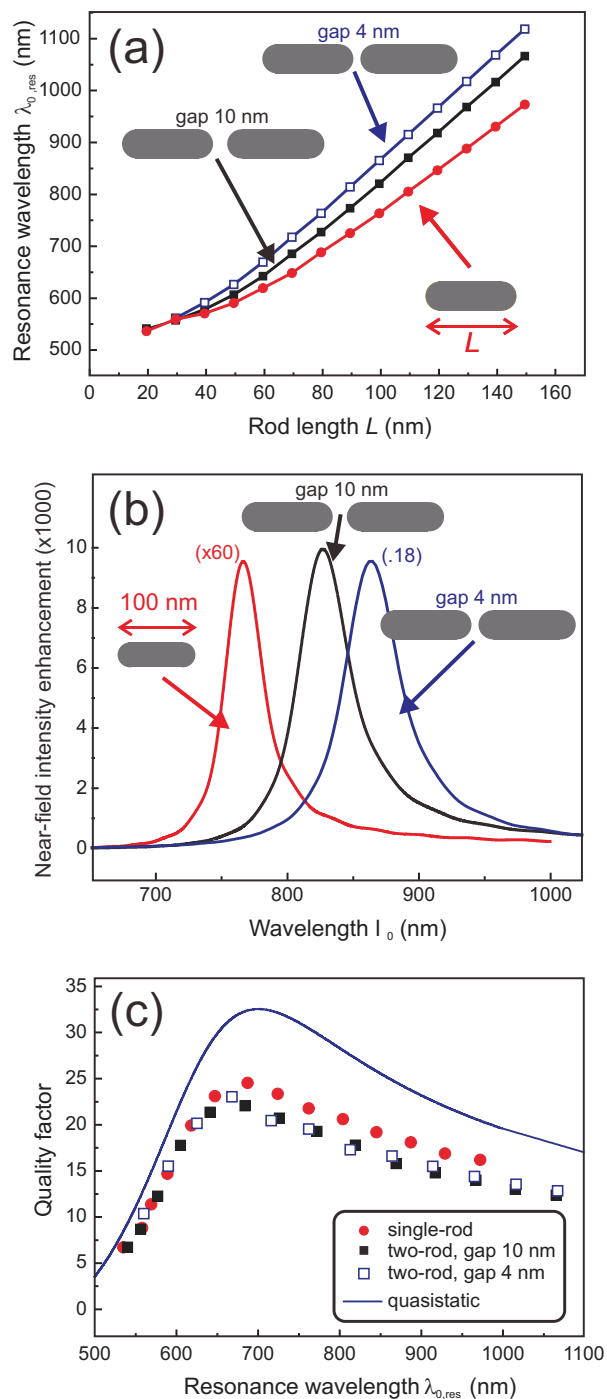 (a)
gap 4 nm
gap 10 nm
L
Resonance wavelength λ0,res (nm)
1100
1000
900
800
700
600
500
0 20 40 60 80 100 120 140 160
Rod length L (nm)
(b)
gap 10 nm
(x60)
(.18)
100 nm
gap 4 nm
Near-field intensity enhancement (x1000)
10
8
6
4
2
0
700 800 900 1000
Wavelength l 0 (nm)
(c)
Quality factor
35
30
25
20
15
10
5
0
single-rod
two-rod, gap 10 nm
two-rod, gap 4 nm
quasistatic
500 600 700 800 900 1000 1100
Resonance wavelength λ0,res (nm)